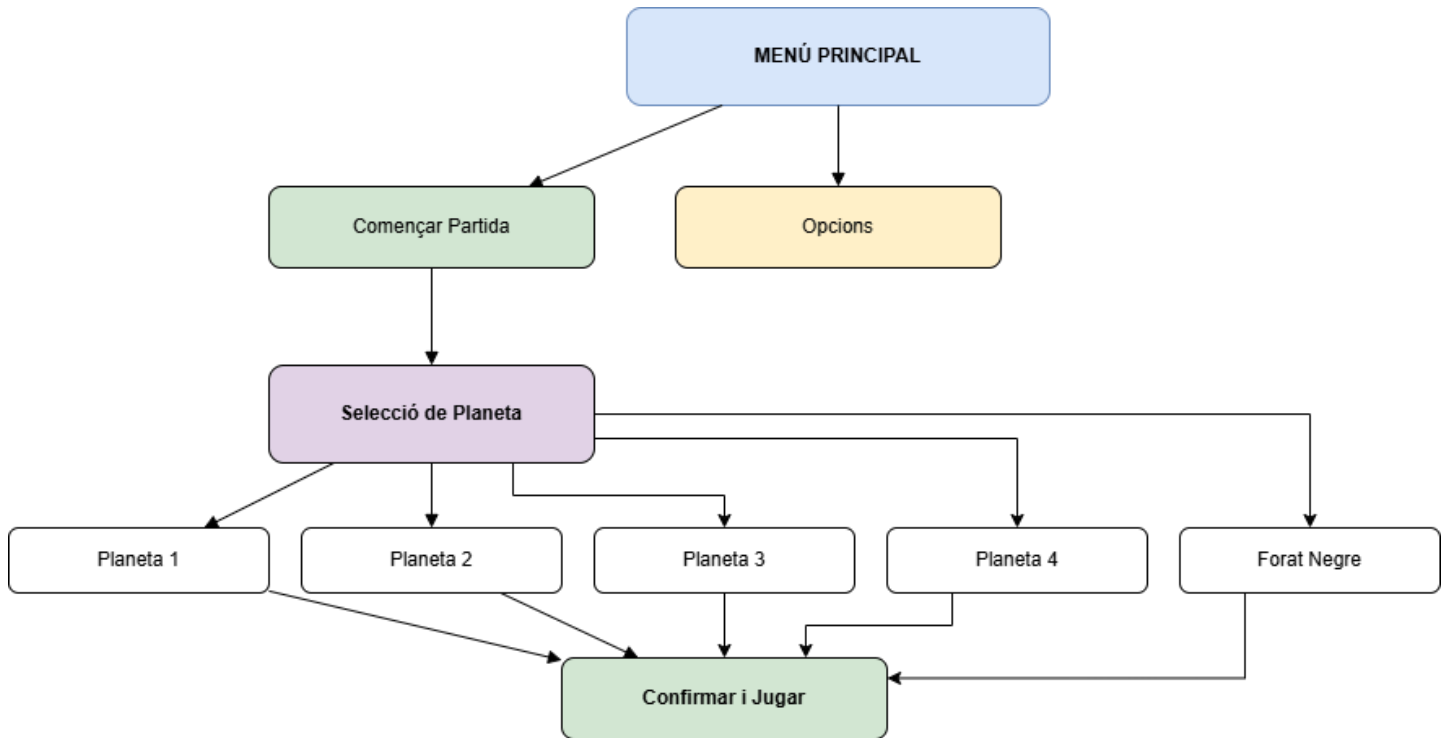 MENÚ PRINCIPAL
Començar Partida
Opcions
Selecció de Planeta
Planeta 1
Planeta 2
Planeta 3
Planeta 4
Forat Negre
Confirmar i Jugar